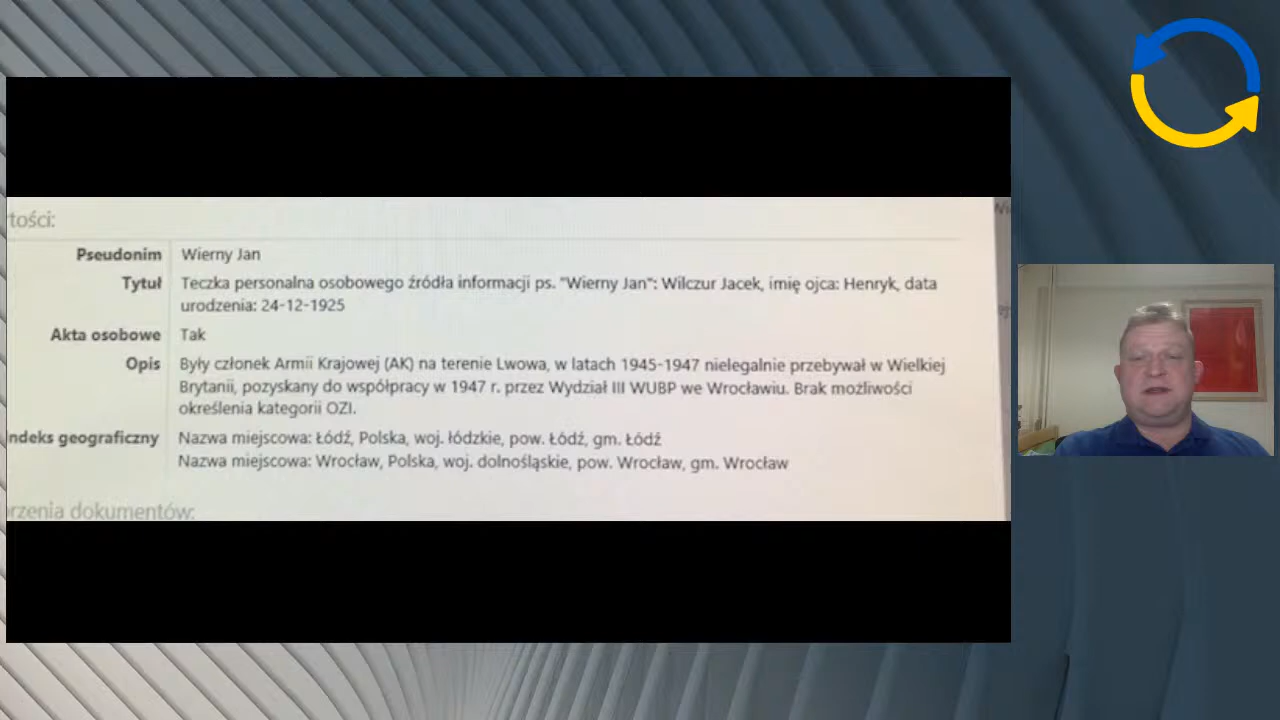 tości:
Pseudonim Wierny Jan
Tytuł Teczka personalna osobowego źródła informacji ps. "Wierny Jan": Wilczur Jacek, imię ojca: Henryk, data
urodzenia: 24-12-1925
Akta osobowe Tak
Opis Były członek Armii Krajowej (AK) na terenie Lwowa, w latach 1945-1947 nielegalnie przebywał w Wielkiej
Brytanii, pozyskany do współpracy w 1947 r. przez Wydział III WUBP we Wrocławiu. Brak możliwości
określenia kategorii OZI.
ndeks geograficzny Nazwa miejscowa: Łódź, Polska, woj. łódzkie, pow. Łódź, gm. Łódź
Nazwa miejscowa: Wrocław, Polska, woj. dolnośląskie, pow. Wrocław, gm. Wrocław
rzenia dokumentów: